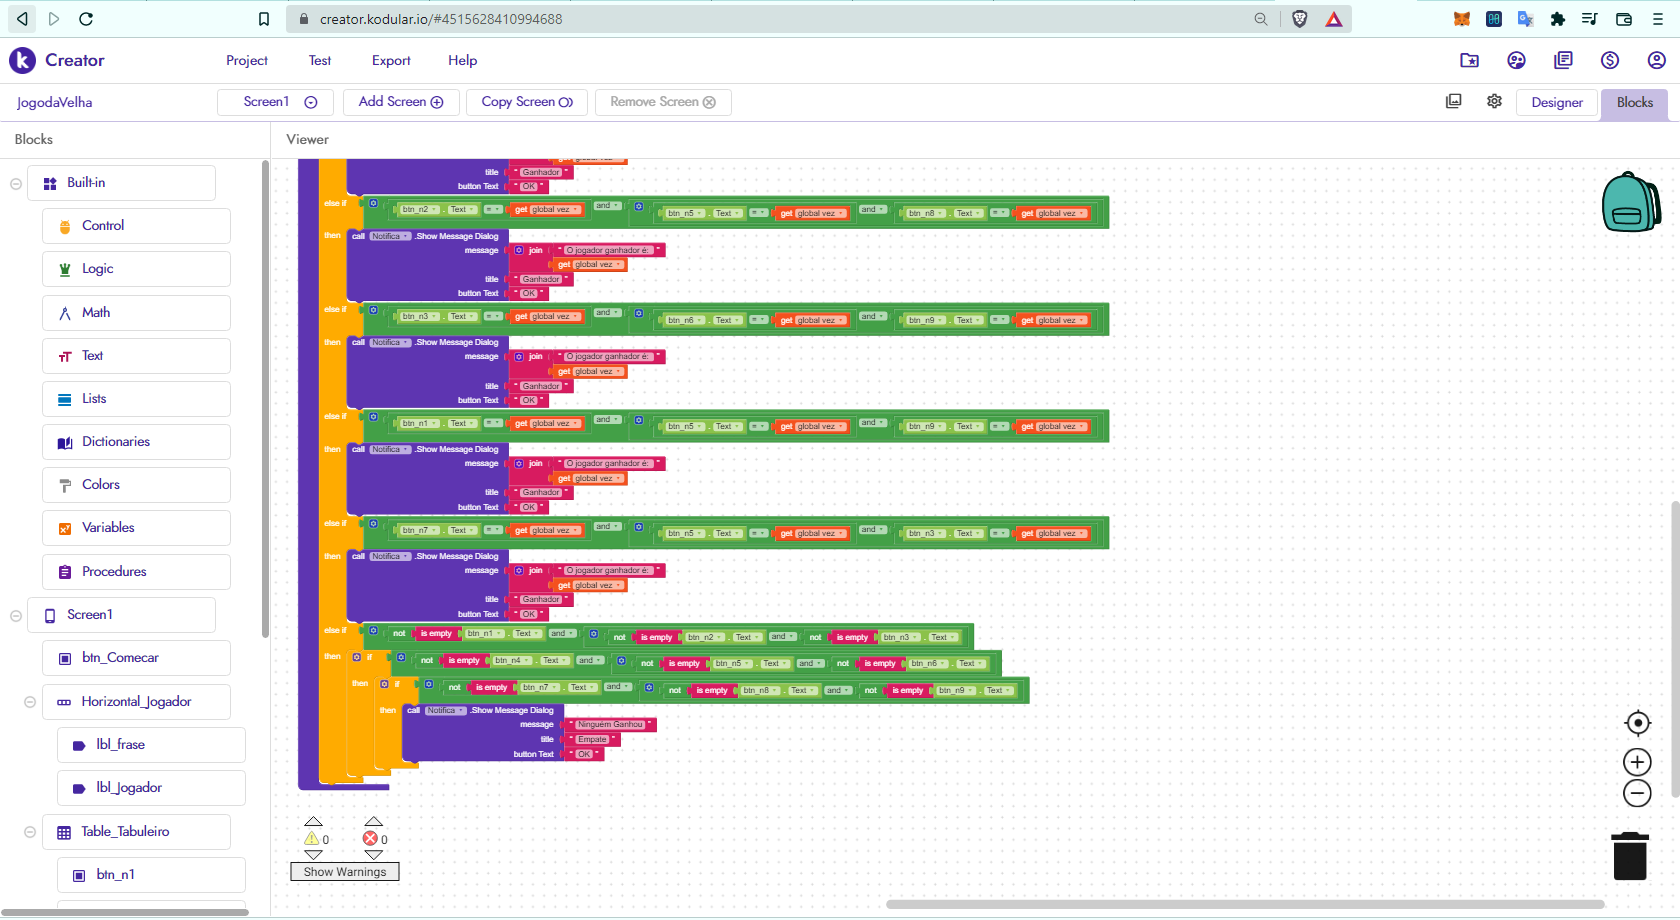 creator.kodular.io/#4515628410994688
Creator
Project Test Export Help
JogodaVelha
Screen1 Add Screen Copy Screen Remove Screen Designer Blocks
Blocks Viewer
Built-in
Control
Logic
Math
Text
Lists
Dictionaries
Colors
Variables
Procedures
Screen1
btn_Comecar
Horizontal_Jogador
lbl_frase
lbl_Jogador
Table_Tabuleiro
btn_n1
title " Ganhador "
button Text " OK "
else if btn_n2 . Text = get global vez and btn_n5 . Text = get global vez and btn_n8 . Text = get global vez
then call Notifica .Show Message Dialog
message join " O jogador ganhador é: "
get global vez
title " Ganhador "
button Text " OK "
else if btn_n3 . Text = get global vez and btn_n6 . Text = get global vez and btn_n9 . Text = get global vez
then call Notifica .Show Message Dialog
message join " O jogador ganhador é: "
get global vez
title " Ganhador "
button Text " OK "
else if btn_n1 . Text = get global vez and btn_n5 . Text = get global vez and btn_n9 . Text = get global vez
then call Notifica .Show Message Dialog
message join " O jogador ganhador é: "
get global vez
title " Ganhador "
button Text " OK "
else if btn_n7 . Text = get global vez and btn_n5 . Text = get global vez and btn_n3 . Text = get global vez
then call Notifica .Show Message Dialog
message join " O jogador ganhador é: "
get global vez
title " Ganhador "
button Text " OK "
else if not is empty btn_n1 . Text and not is empty btn_n2 . Text and not is empty btn_n3 . Text
then if not is empty btn_n4 . Text and not is empty btn_n5 . Text and not is empty btn_n6 . Text
then if not is empty btn_n7 . Text and not is empty btn_n8 . Text and not is empty btn_n9 . Text
then call Notifica .Show Message Dialog
message " Ninguém Ganhou "
title " Empate "
button Text " OK "
0 0
Show Warnings